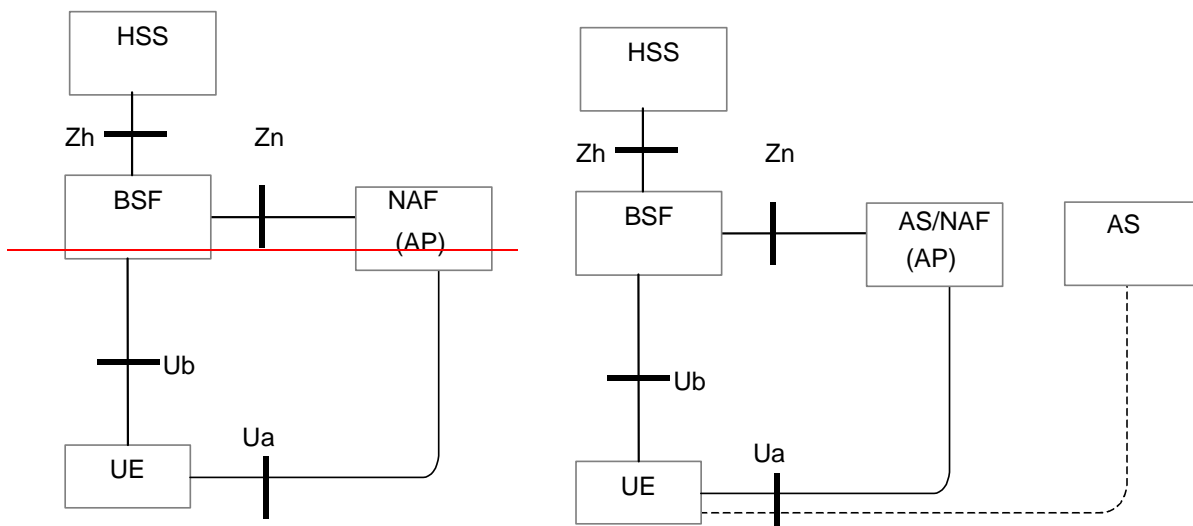 HSS
Zh
Zn
BSF
NAF
(AP)
Ub
Ua
UE
HSS
Zh
Zn
BSF
AS/NAF
(AP)
AS
Ub
Ua
UE